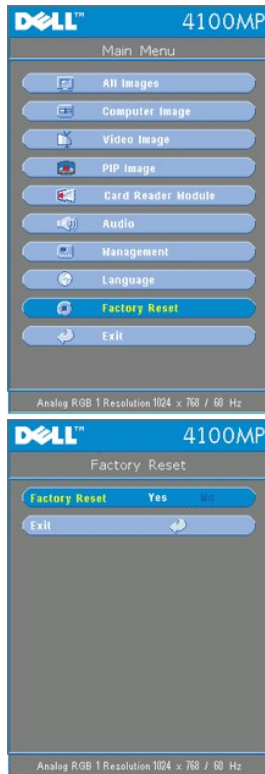 DELL™ 4100MP
Main Menu
All Images
Computer Image
Video Image
PIP Image
Card Reader Module
Audio
Management
Language
Factory Reset
Exit
Analog RGB 1 Resolution 1024 x 768 / 60 Hz
DELL™ 4100MP
Factory Reset
Factory Reset Yes No
Exit
Analog RGB 1 Resolution 1024 x 768 / 60 Hz